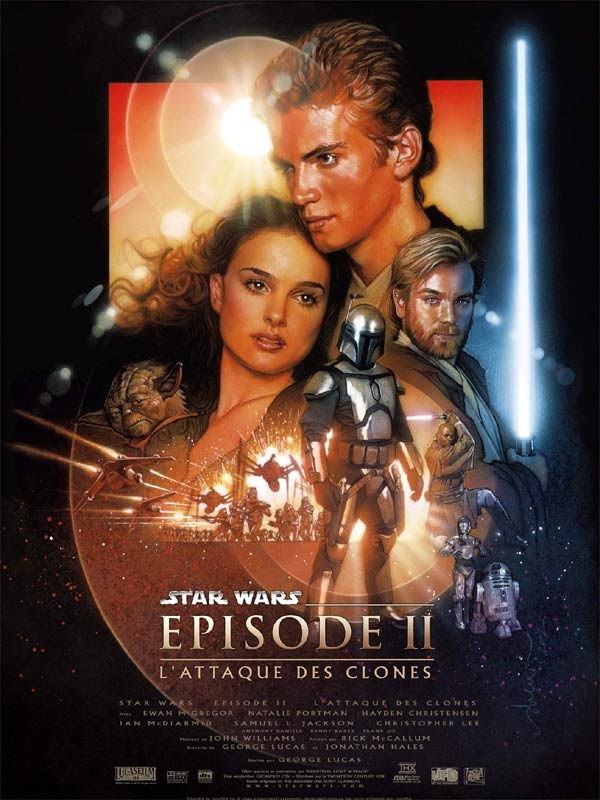 STAR WARS
EPISODE II
L'ATTAQUE DES CLONES
STAR WARS EPISODE II L'ATTAQUE DES CLONES
avec EWAN McGREGOR NATALIE PORTMAN HAYDEN CHRISTENSEN
IAN McDIARMID SAMUEL L. JACKSON CHRISTOPHER LEE
ANTHONY DANIELS KENNY BAKER FRANK OZ
Musique de JOHN WILLIAMS Produit par RICK McCALLUM
Scénario de GEORGE LUCAS et JONATHAN HALES
Réalisé par GEORGE LUCAS
LUCASFILM
THX
www.starwars.com